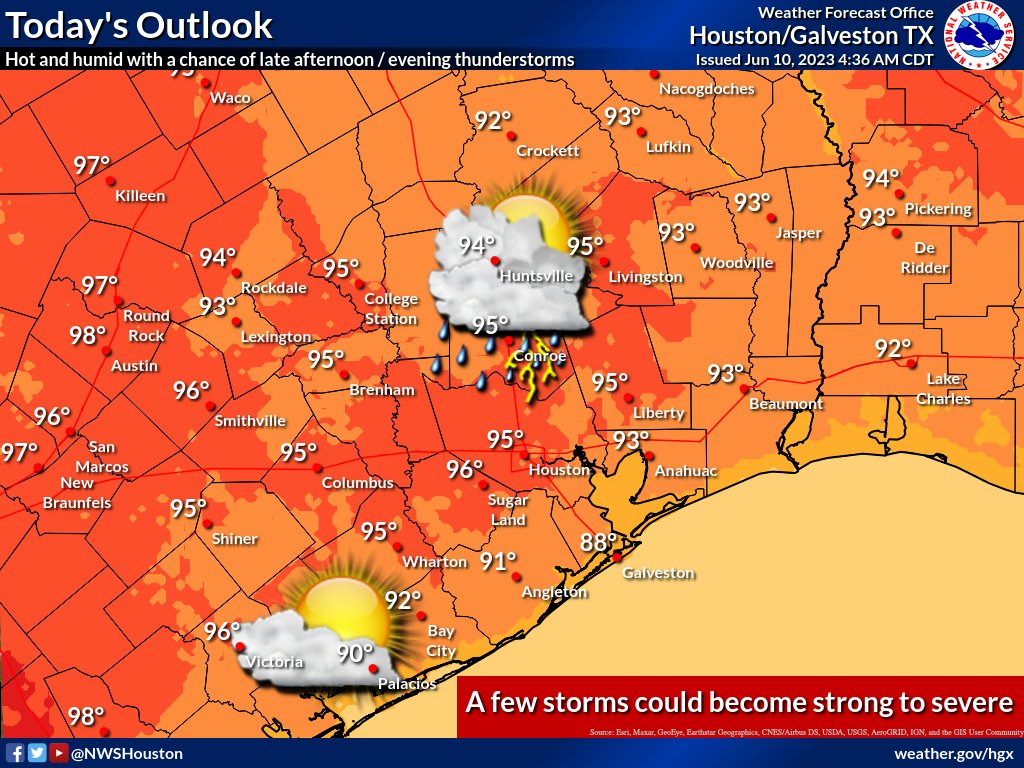 Today's Outlook
Hot and humid with a chance of late afternoon / evening thunderstorms
Weather Forecast Office
Houston/Galveston TX
Issued Jun 10, 2023 4:36 AM CDT
NATIONAL WEATHER SERVICE
Waco
Nacogdoches
92°
Crockett
93°
Lufkin
97°
Killeen
94°
Pickering
93°
Jasper
93°
De
Ridder
94°
Huntsville
95°
Livingston
93°
Woodville
94°
Rockdale
95°
College
Station
97°
Round
Rock
93°
Lexington
95°
Conroe
98°
Austin
95°
Brenham
92°
Lake
Charles
96°
Smithville
95°
Liberty
93°
Beaumont
96°
San
Marcos
97°
New
Braunfels
95°
Columbus
95°
Houston
93°
Anahuac
96°
Sugar
Land
95°
Shiner
95°
Wharton
91°
Angleton
88°
Galveston
92°
Bay
City
96°
Victoria
90°
Palacios
98°
A few storms could become strong to severe
Source: Esri, Maxar, GeoEye, Earthstar Geographics, CNES/Airbus DS, USDA, USGS, AeroGRID, IGN, and the GIS User Community
@NWSHouston
weather.gov/hgx